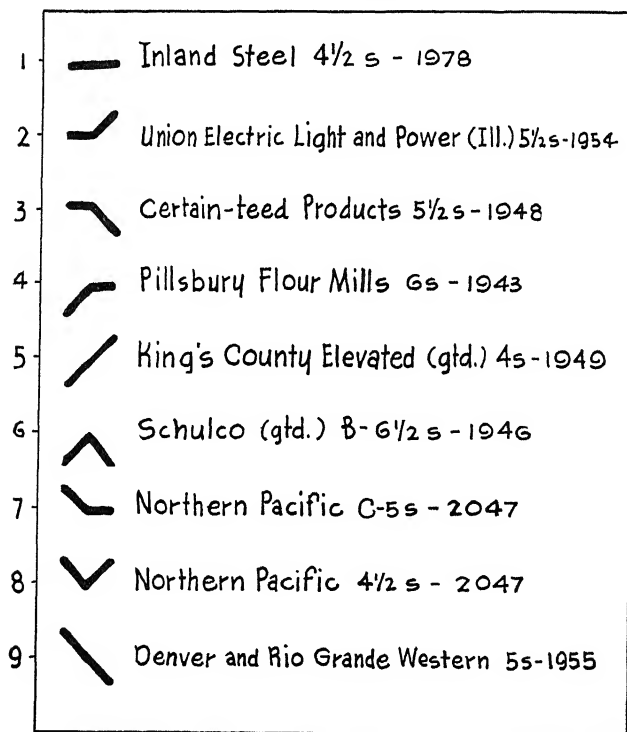 1 Inland Steel 4½ s - 1978
2 Union Electric Light and Power (Ill.) 5½s-1954
3 Certain-teed Products 5½s-1948
4 Pillsbury Flour Mills 6s - 1943
5 King's County Elevated (gtd.) 4s-1949
6 Schulco (gtd.) B-6½ s - 1946
7 Northern Pacific C-5s - 2047
8 Northern Pacific 4½ s - 2047
9 Denver and Rio Grande Western 5s-1955